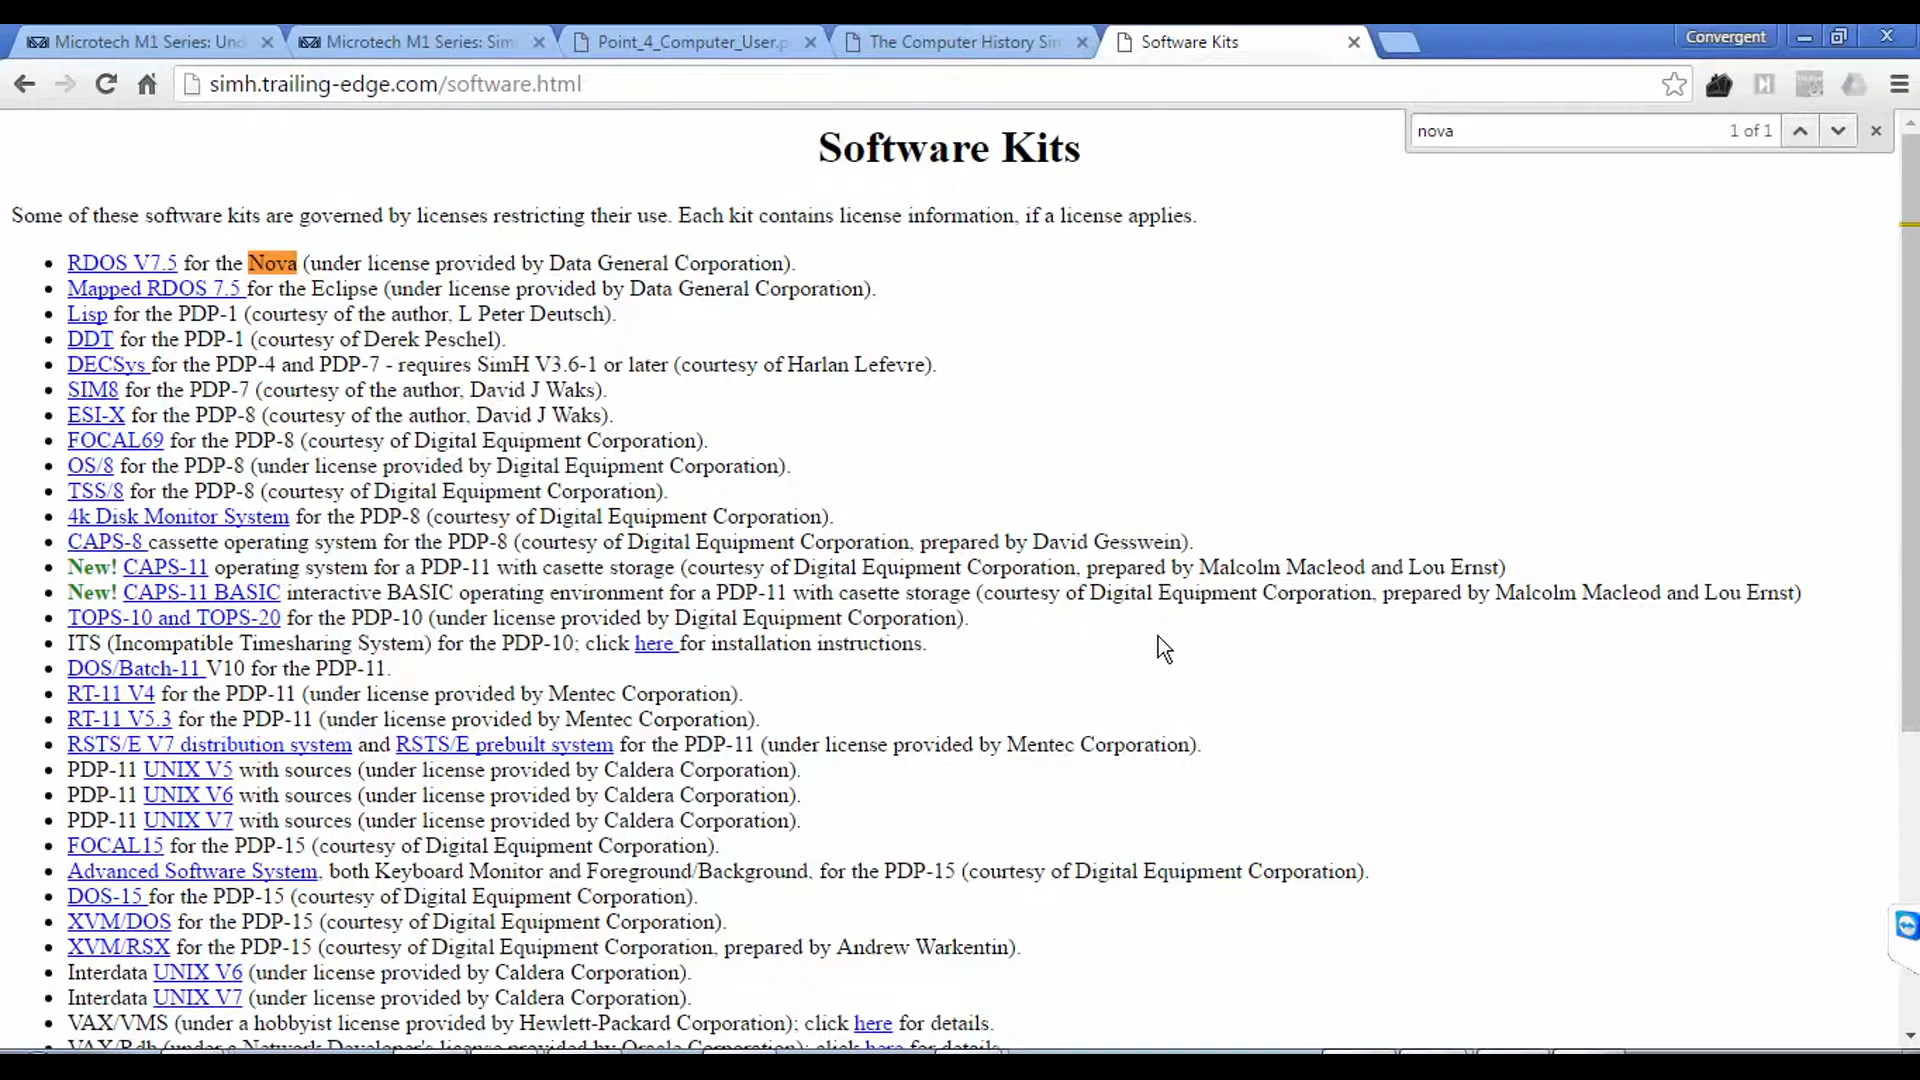 Microtech M1 Series: Und
Microtech M1 Series: Sim
Point_4_Computer_User.p
The Computer History Sim
Software Kits
Convergent
simh.trailing-edge.com/software.html
nova
1 of 1
Software Kits
Some of these software kits are governed by licenses restricting their use. Each kit contains license information, if a license applies.
RDOS V7.5 for the Nova (under license provided by Data General Corporation).
Mapped RDOS 7.5 for the Eclipse (under license provided by Data General Corporation).
Lisp for the PDP-1 (courtesy of the author, L Peter Deutsch).
DDT for the PDP-1 (courtesy of Derek Peschel).
DECSys for the PDP-4 and PDP-7 - requires SimH V3.6-1 or later (courtesy of Harlan Lefevre).
SIM8 for the PDP-7 (courtesy of the author, David J Waks).
ESI-X for the PDP-8 (courtesy of the author, David J Waks).
FOCAL69 for the PDP-8 (courtesy of Digital Equipment Corporation).
OS/8 for the PDP-8 (under license provided by Digital Equipment Corporation).
TSS/8 for the PDP-8 (courtesy of Digital Equipment Corporation).
4k Disk Monitor System for the PDP-8 (courtesy of Digital Equipment Corporation).
CAPS-8 cassette operating system for the PDP-8 (courtesy of Digital Equipment Corporation, prepared by David Gesswein).
New! CAPS-11 operating system for a PDP-11 with casette storage (courtesy of Digital Equipment Corporation, prepared by Malcolm Macleod and Lou Ernst)
New! CAPS-11 BASIC interactive BASIC operating environment for a PDP-11 with casette storage (courtesy of Digital Equipment Corporation, prepared by Malcolm Macleod and Lou Ernst)
TOPS-10 and TOPS-20 for the PDP-10 (under license provided by Digital Equipment Corporation).
ITS (Incompatible Timesharing System) for the PDP-10; click here for installation instructions.
DOS/Batch-11 V10 for the PDP-11.
RT-11 V4 for the PDP-11 (under license provided by Mentec Corporation).
RT-11 V5.3 for the PDP-11 (under license provided by Mentec Corporation).
RSTS/E V7 distribution system and RSTS/E prebuilt system for the PDP-11 (under license provided by Mentec Corporation).
PDP-11 UNIX V5 with sources (under license provided by Caldera Corporation).
PDP-11 UNIX V6 with sources (under license provided by Caldera Corporation).
PDP-11 UNIX V7 with sources (under license provided by Caldera Corporation).
FOCAL15 for the PDP-15 (courtesy of Digital Equipment Corporation).
Advanced Software System, both Keyboard Monitor and Foreground/Background, for the PDP-15 (courtesy of Digital Equipment Corporation).
DOS-15 for the PDP-15 (courtesy of Digital Equipment Corporation).
XVM/DOS for the PDP-15 (courtesy of Digital Equipment Corporation).
XVM/RSX for the PDP-15 (courtesy of Digital Equipment Corporation, prepared by Andrew Warkentin).
Interdata UNIX V6 (under license provided by Caldera Corporation).
Interdata UNIX V7 (under license provided by Caldera Corporation).
VAX/VMS (under a hobbyist license provided by Hewlett-Packard Corporation); click here for details.
VAX/Rdb (under a Network Developer's license provided by Oracle Corporation); click here for details.